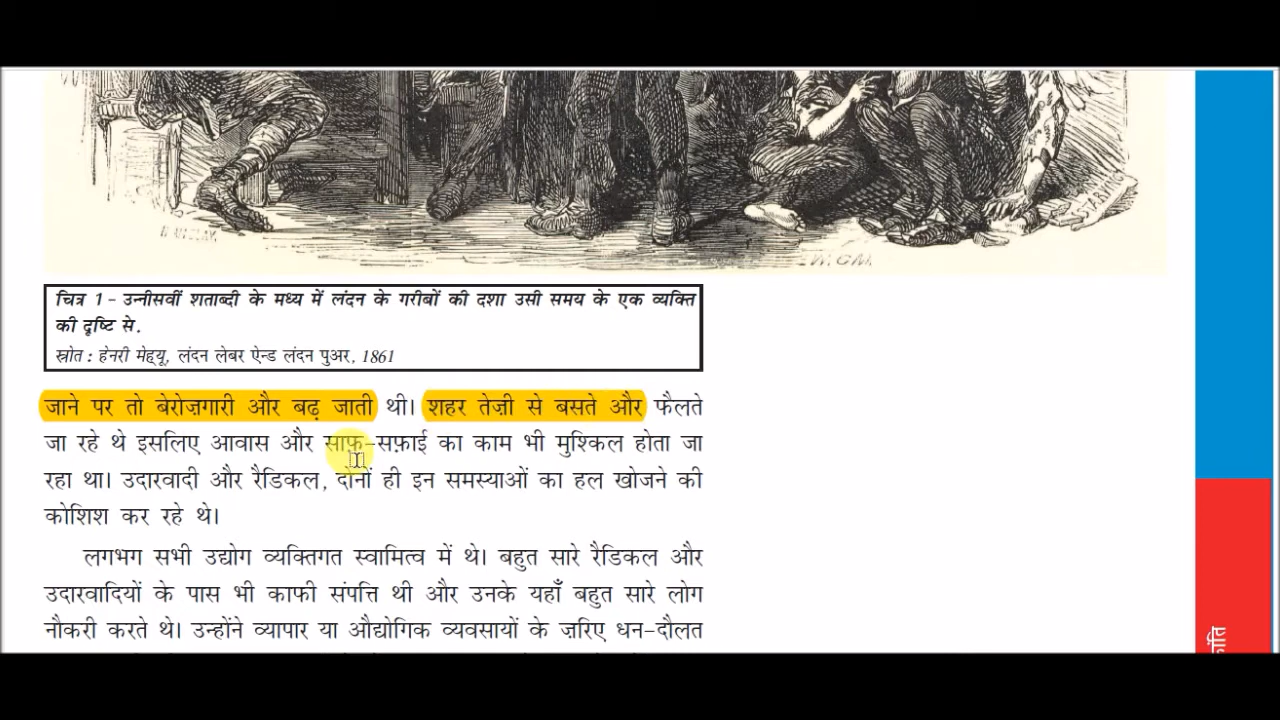 चित्र 1 – उन्नीसवीं शताब्दी के मध्य में लंदन के गरीबों की दशा उसी समय के एक व्यक्ति
की दृष्टि से.
स्रोत : हेनरी मेह्यू, लंदन लेबर ऐन्ड लंदन पुअर, 1861
जाने पर तो बेरोज़गारी और बढ़ जाती थी। शहर तेज़ी से बसते और फैलते
जा रहे थे इसलिए आवास और साफ़-सफ़ाई का काम भी मुश्किल होता जा
रहा था। उदारवादी और रैडिकल, दोनों ही इन समस्याओं का हल खोजने की
कोशिश कर रहे थे।
लगभग सभी उद्योग व्यक्तिगत स्वामित्व में थे। बहुत सारे रैडिकल और
उदारवादियों के पास भी काफी संपत्ति थी और उनके यहाँ बहुत सारे लोग
नौकरी करते थे। उन्होंने व्यापार या औद्योगिक व्यवसायों के ज़रिए धन-दौलत